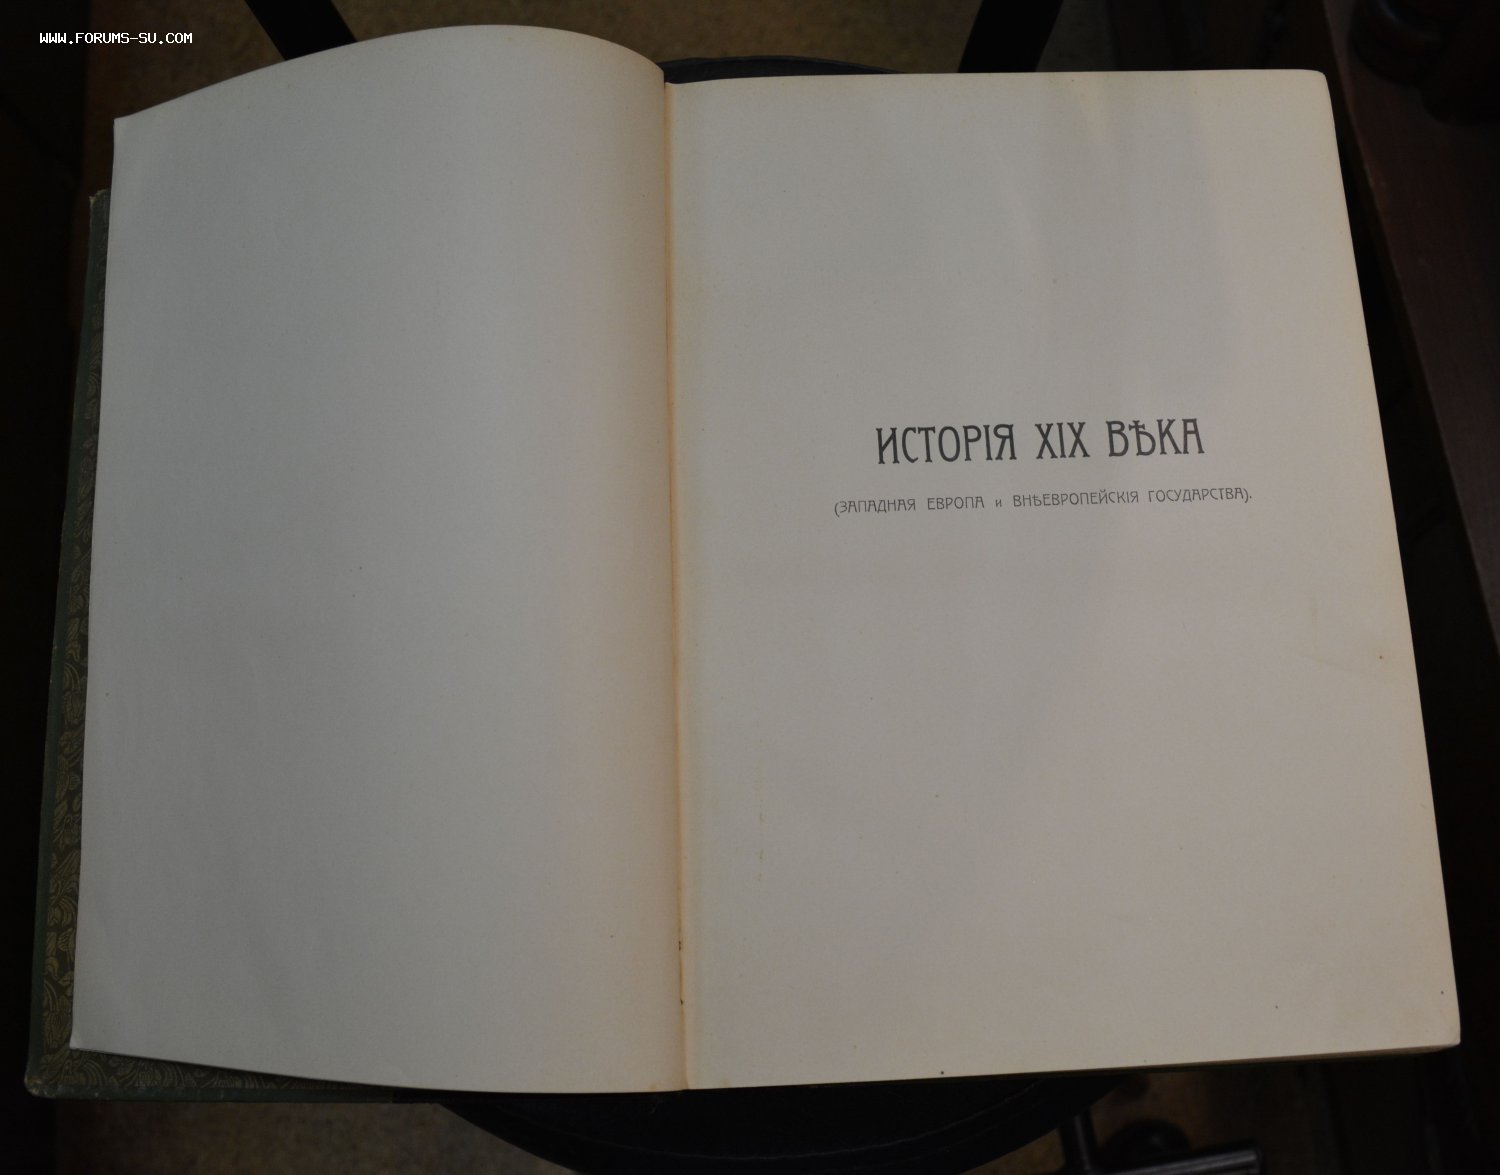 WWW.FORUMS-SU.COM
ИСТОРІЯ XIX ВѢКА
(ЗАПАДНАЯ ЕВРОПА и ВНѢЕВРОПЕЙСКІЯ ГОСУДАРСТВА).